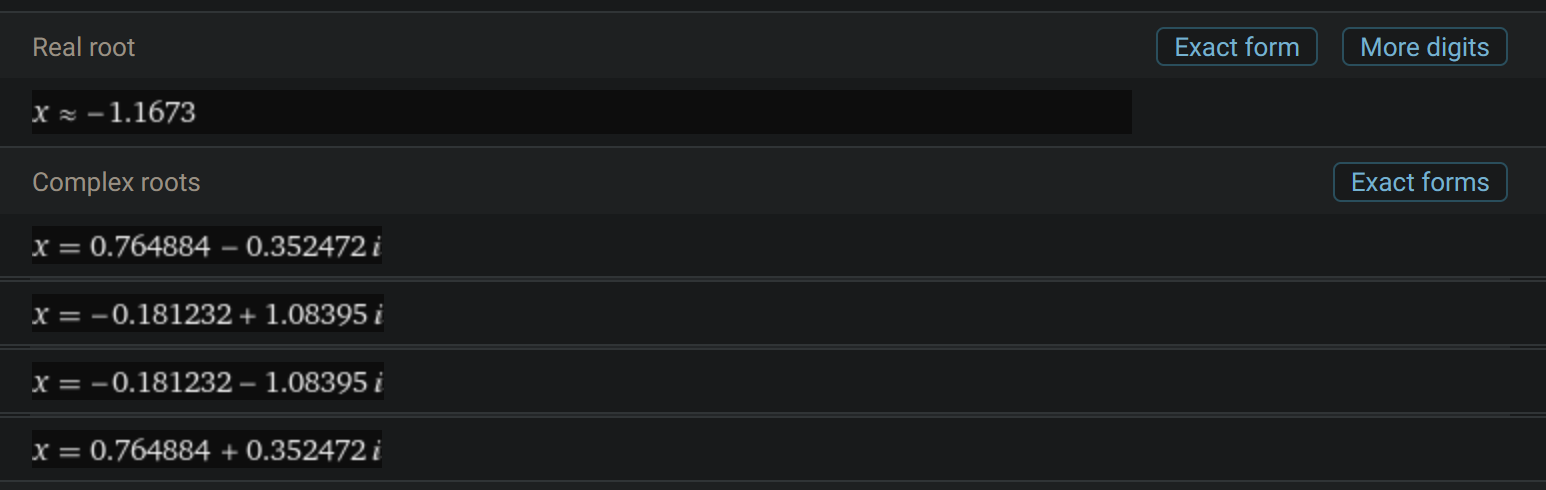 Real root Exact form More digits
x ≈ −1.1673
Complex roots Exact forms
x = 0.764884 − 0.352472 i
x = −0.181232 + 1.08395 i
x = −0.181232 − 1.08395 i
x = 0.764884 + 0.352472 i